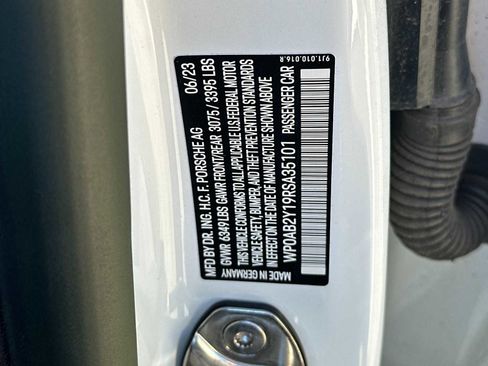 MFD BY DR. ING. H.C. F. PORSCHE AG 06/23
GVWR 6349 LBS GAWR FRONT/REAR 3075 / 3395 LBS
THIS VEHICLE CONFORMS TO ALL APPLICABLE U.S. FEDERAL MOTOR
VEHICLE SAFETY, BUMPER, AND THEFT PREVENTION STANDARDS
IN EFFECT ON THE DATE OF MANUFACTURE SHOWN ABOVE
WP0AB2Y19RSA35101 PASSENGER CAR
MADE IN GERMANY
9J1.010.016.R